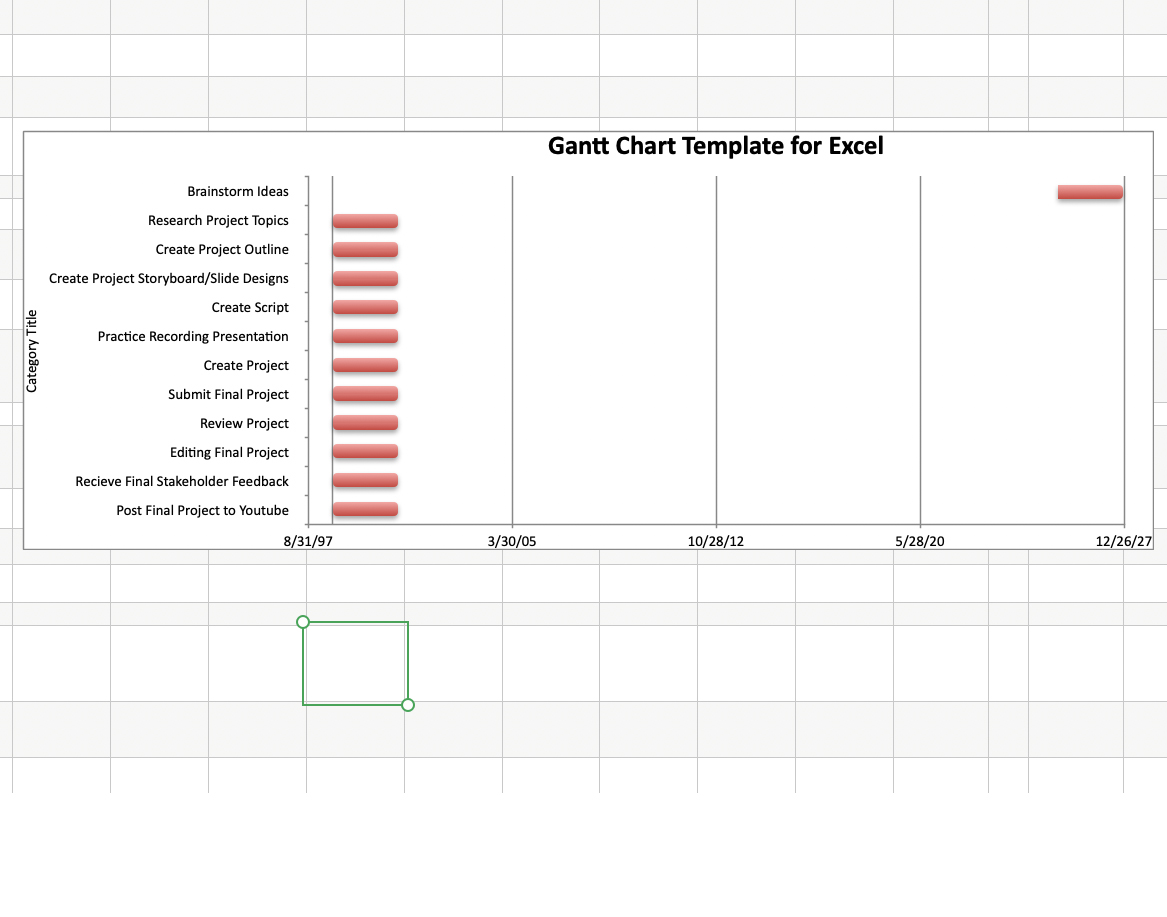 Gantt Chart Template for Excel
Category Title
Brainstorm Ideas
Research Project Topics
Create Project Outline
Create Project Storyboard/Slide Designs
Create Script
Practice Recording Presentation
Create Project
Submit Final Project
Review Project
Editing Final Project
Recieve Final Stakeholder Feedback
Post Final Project to Youtube
8/31/97 3/30/05 10/28/12 5/28/20 12/26/27